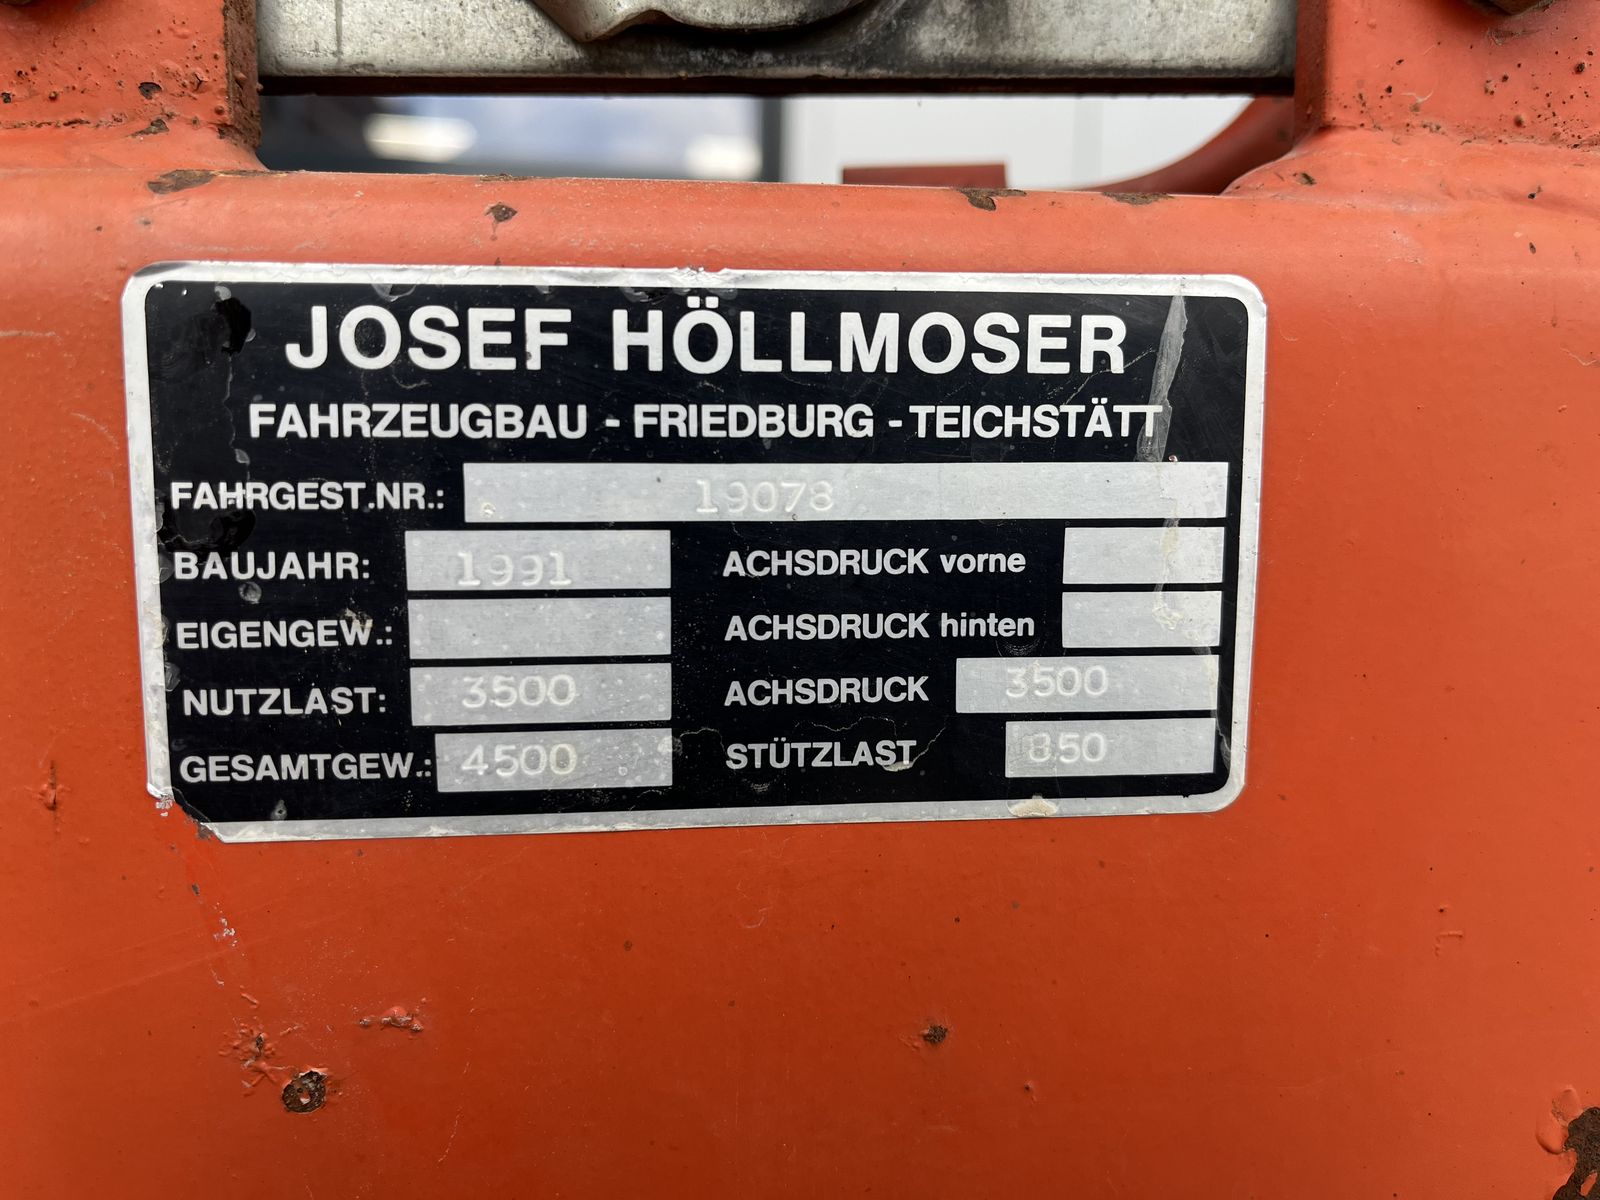 JOSEF HÖLLMOSER
FAHRZEUGBAU - FRIEDBURG - TEICHSTÄTT
FAHRGEST.NR.: 19078
BAUJAHR: 1991
ACHSDRUCK vorne
EIGENGEW.:
ACHSDRUCK hinten
NUTZLAST: 3500
ACHSDRUCK 3500
GESAMTGEW.: 4500
STÜTZLAST 850